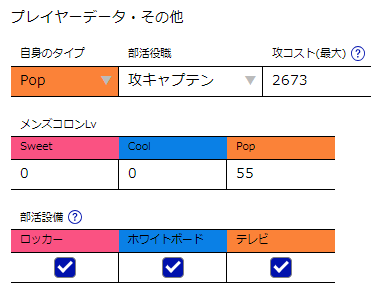 プレイヤーデータ・その他
自身のタイプ 部活役職 攻コスト(最大) ?
Pop 攻キャプテン 2673
メンズコロンLv
Sweet Cool Pop
0 0 55
部活設備 ?
ロッカー ホワイトボード テレビ